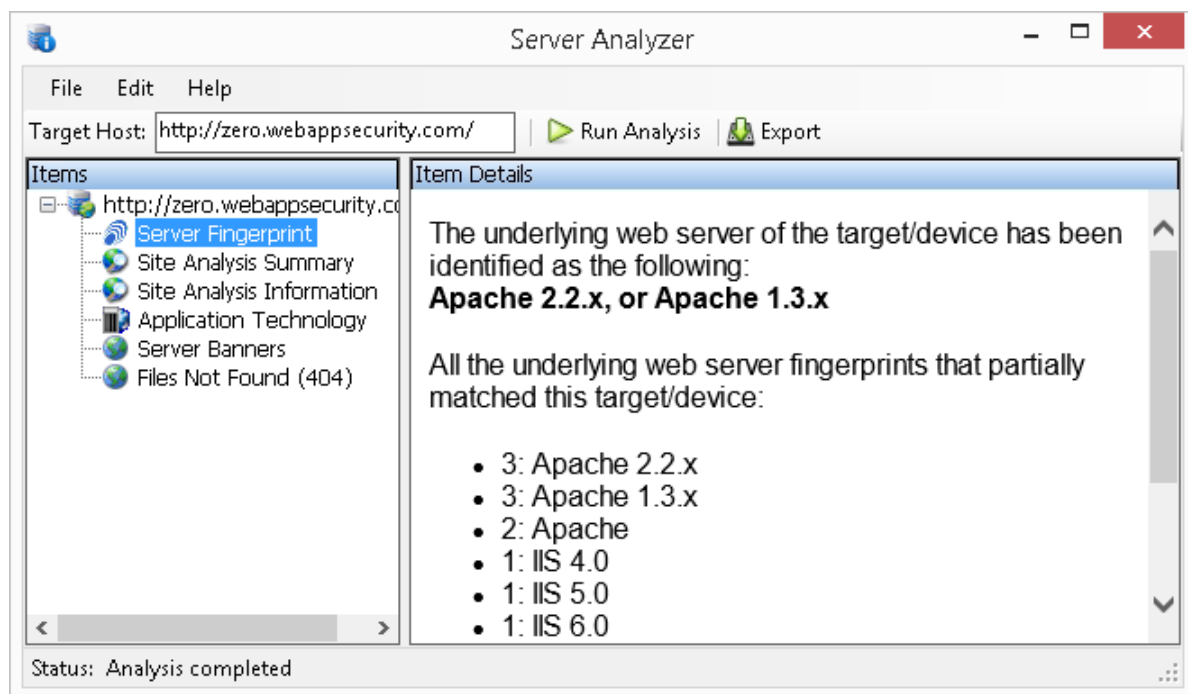 Server Analyzer
File Edit Help
Target Host: http://zero.webappsecurity.com/ Run Analysis Export
Items
http://zero.webappsecurity.co
Server Fingerprint
Site Analysis Summary
Site Analysis Information
Application Technology
Server Banners
Files Not Found (404)
Item Details
The underlying web server of the target/device has been
identified as the following:
Apache 2.2.x, or Apache 1.3.x
All the underlying web server fingerprints that partially
matched this target/device:
• 3: Apache 2.2.x
• 3: Apache 1.3.x
• 2: Apache
• 1: IIS 4.0
• 1: IIS 5.0
• 1: IIS 6.0
Status: Analysis completed